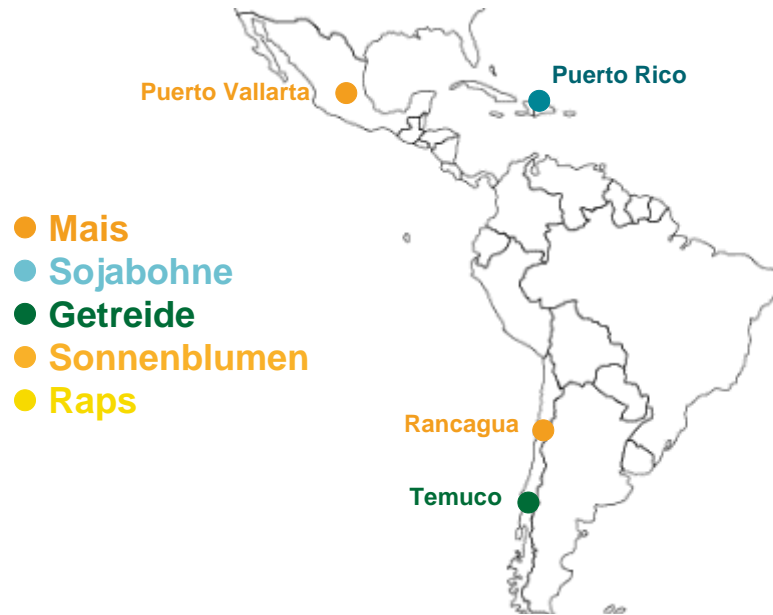 Puerto Rico
Puerto Vallarta
Mais
Sojabohne
Getreide
Sonnenblumen
Raps
Rancagua
Temuco